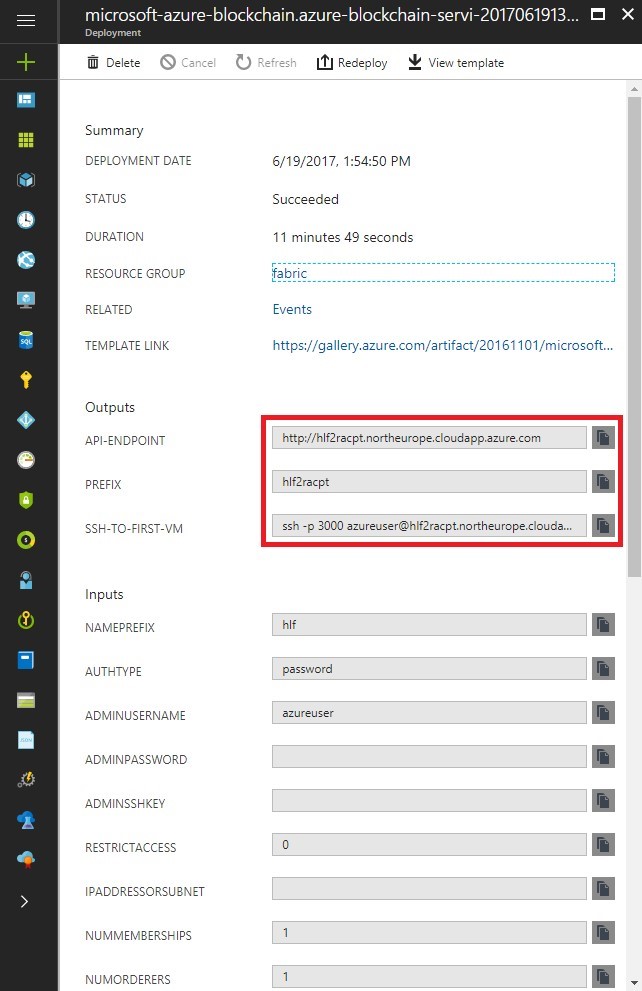 microsoft-azure-blockchain.azure-blockchain-servi-2017061913...
Deployment
Delete Cancel Refresh Redeploy View template
Summary
DEPLOYMENT DATE 6/19/2017, 1:54:50 PM
STATUS Succeeded
DURATION 11 minutes 49 seconds
RESOURCE GROUP fabric
RELATED Events
TEMPLATE LINK https://gallery.azure.com/artifact/20161101/microsoft...
Outputs
API-ENDPOINT http://hlf2racpt.northeurope.cloudapp.azure.com
PREFIX hlf2racpt
SSH-TO-FIRST-VM ssh -p 3000 azureuser@hlf2racpt.northeurope.clouda...
Inputs
NAMEPREFIX hlf
AUTHTYPE password
ADMINUSERNAME azureuser
ADMINPASSWORD
ADMINSSHKEY
RESTRICTACCESS 0
IPADDRESSORSUBNET
NUMMEMBERSHIPS 1
NUMORDERERS 1
SQL